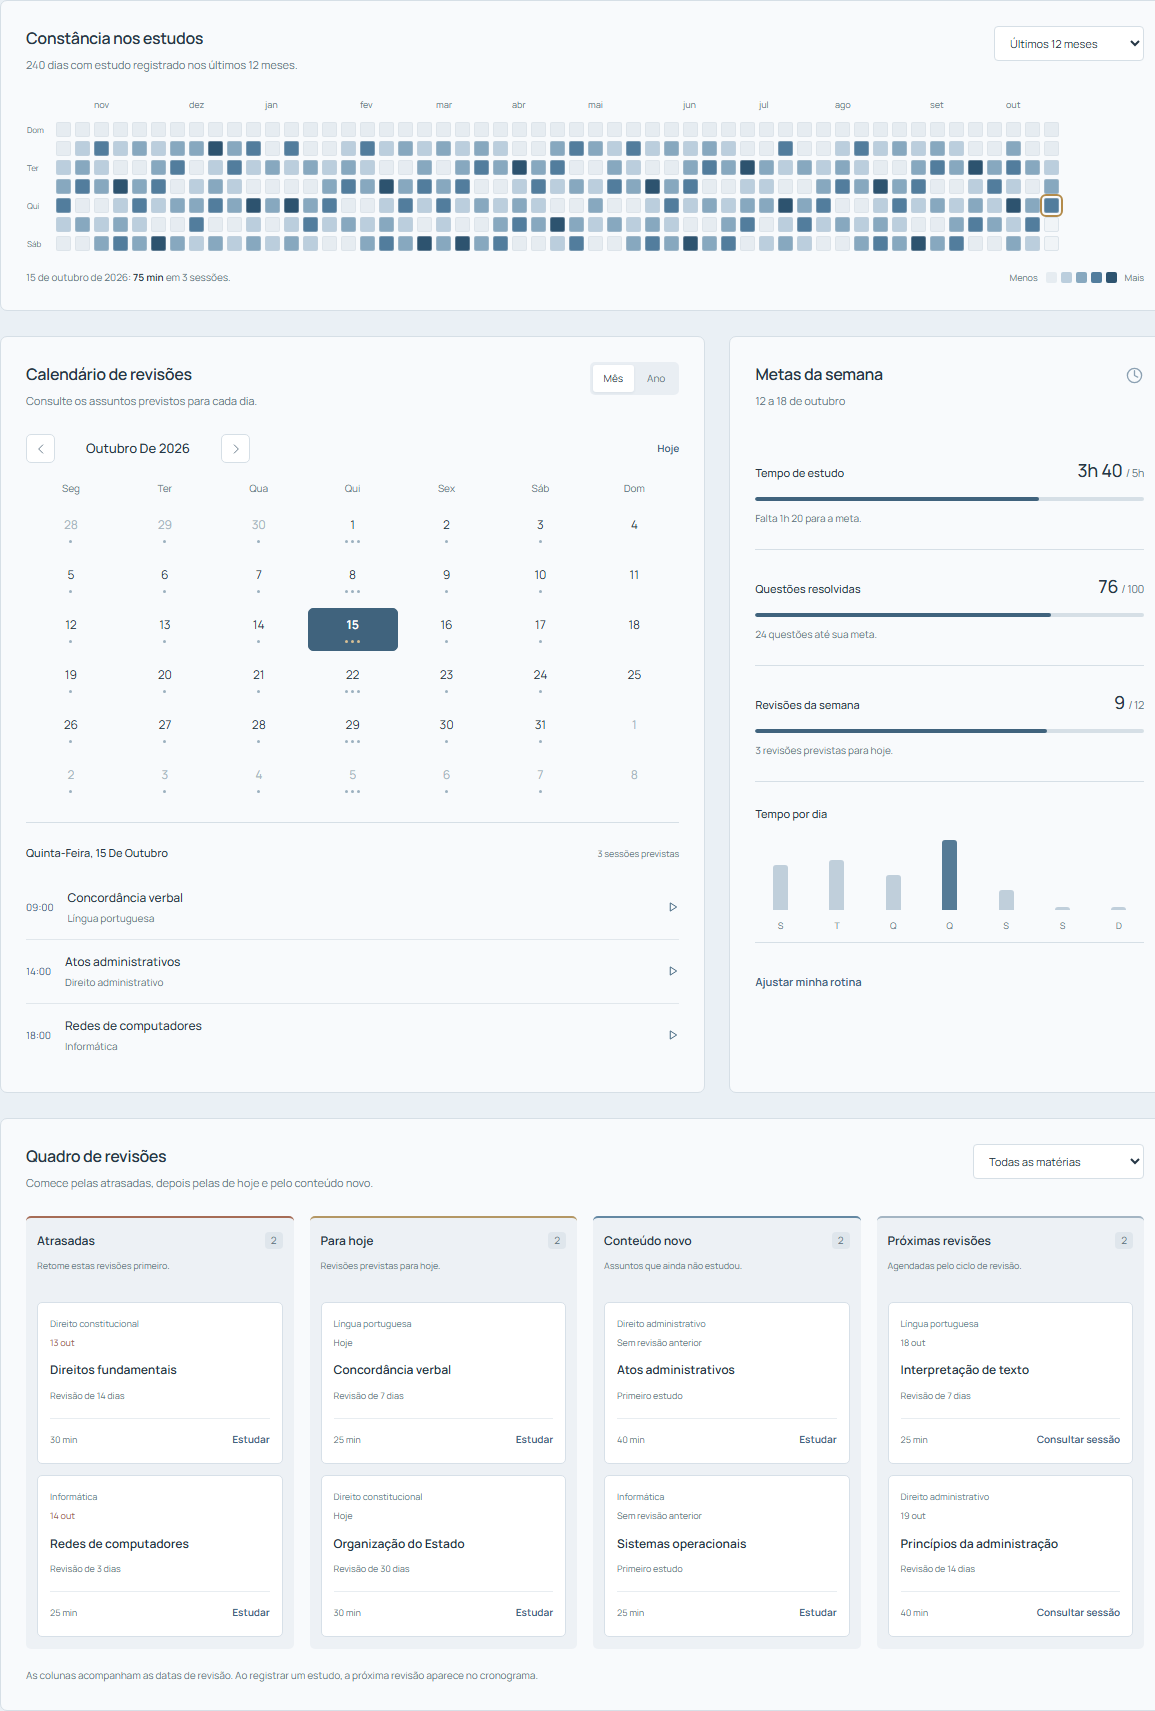 Constância nos estudos
Últimos 12 meses
240 dias com estudo registrado nos últimos 12 meses.
nov dez jan fev mar abr mai jun jul ago set out
Dom
Ter
Qui
Sáb
15 de outubro de 2026: 75 min em 3 sessões.
Menos Mais
Calendário de revisões
Mês Ano
Consulte os assuntos previstos para cada dia.
Outubro De 2026
Hoje
Seg Ter Qua Qui Sex Sáb Dom
28 29 30 1 2 3 4
5 6 7 8 9 10 11
12 13 14 15 16 17 18
19 20 21 22 23 24 25
26 27 28 29 30 31 1
2 3 4 5 6 7 8
Quinta-Feira, 15 De Outubro
3 sessões previstas
09:00
Concordância verbal
Língua portuguesa
14:00
Atos administrativos
Direito administrativo
18:00
Redes de computadores
Informática
Metas da semana
12 a 18 de outubro
Tempo de estudo
3h 40 / 5h
Falta 1h 20 para a meta.
Questões resolvidas
76 / 100
24 questões até sua meta.
Revisões da semana
9 / 12
3 revisões previstas para hoje.
Tempo por dia
S T Q Q S S D
Ajustar minha rotina
Quadro de revisões
Todas as matérias
Comece pelas atrasadas, depois pelas de hoje e pelo conteúdo novo.
Atrasadas
2
Retome estas revisões primeiro.
Direito constitucional
13 out
Direitos fundamentais
Revisão de 14 dias
30 min
Estudar
Informática
14 out
Redes de computadores
Revisão de 3 dias
25 min
Estudar
Para hoje
2
Revisões previstas para hoje.
Língua portuguesa
Hoje
Concordância verbal
Revisão de 7 dias
25 min
Estudar
Direito constitucional
Hoje
Organização do Estado
Revisão de 30 dias
30 min
Estudar
Conteúdo novo
2
Assuntos que ainda não estudou.
Direito administrativo
Sem revisão anterior
Atos administrativos
Primeiro estudo
40 min
Estudar
Informática
Sem revisão anterior
Sistemas operacionais
Primeiro estudo
25 min
Estudar
Próximas revisões
2
Agendadas pelo ciclo de revisão.
Língua portuguesa
18 out
Interpretação de texto
Revisão de 7 dias
25 min
Consultar sessão
Direito administrativo
19 out
Princípios da administração
Revisão de 14 dias
40 min
Consultar sessão
As colunas acompanham as datas de revisão. Ao registrar um estudo, a próxima revisão aparece no cronograma.